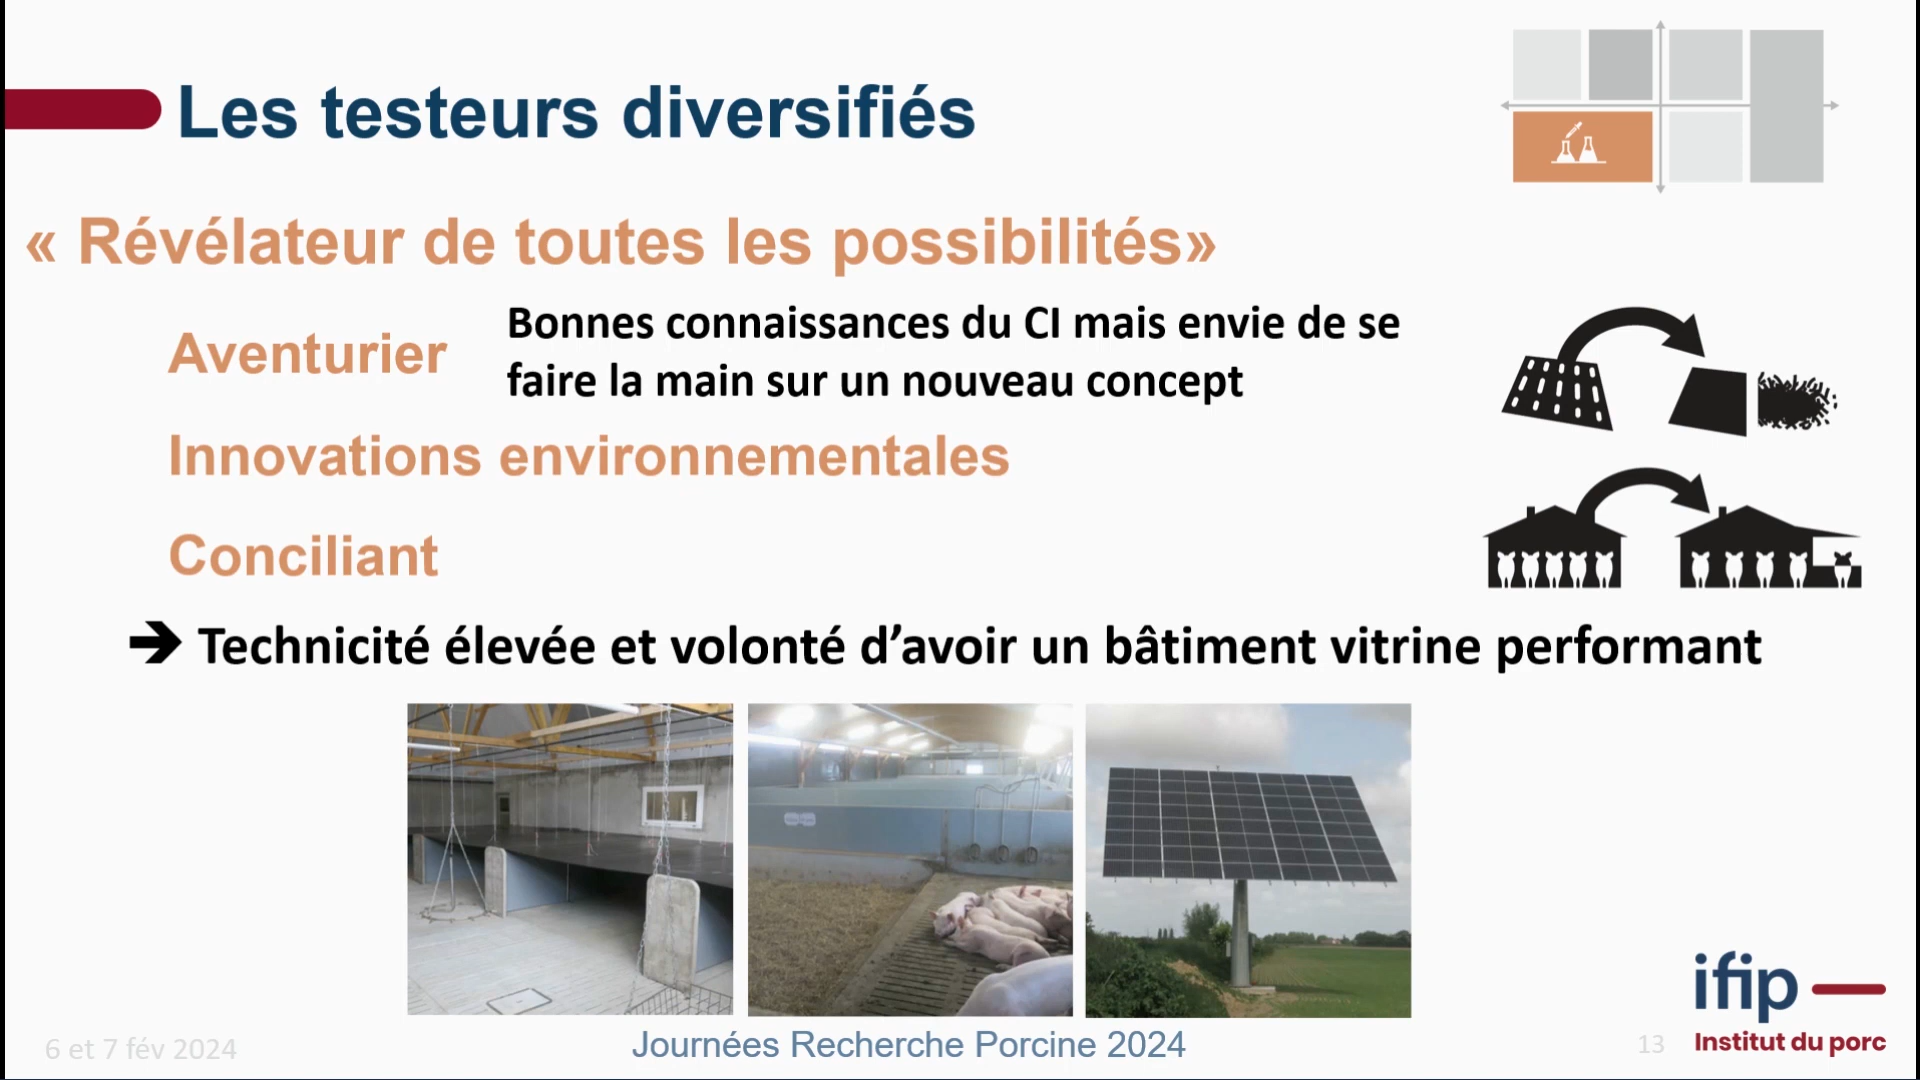 Les testeurs diversifiés
« Révélateur de toutes les possibilités»
Aventurier
Bonnes connaissances du CI mais envie de se
faire la main sur un nouveau concept
Innovations environnementales
Conciliant
➔ Technicité élevée et volonté d’avoir un bâtiment vitrine performant
6 et 7 fév 2024
Journées Recherche Porcine 2024
13
ifip
Institut du porc